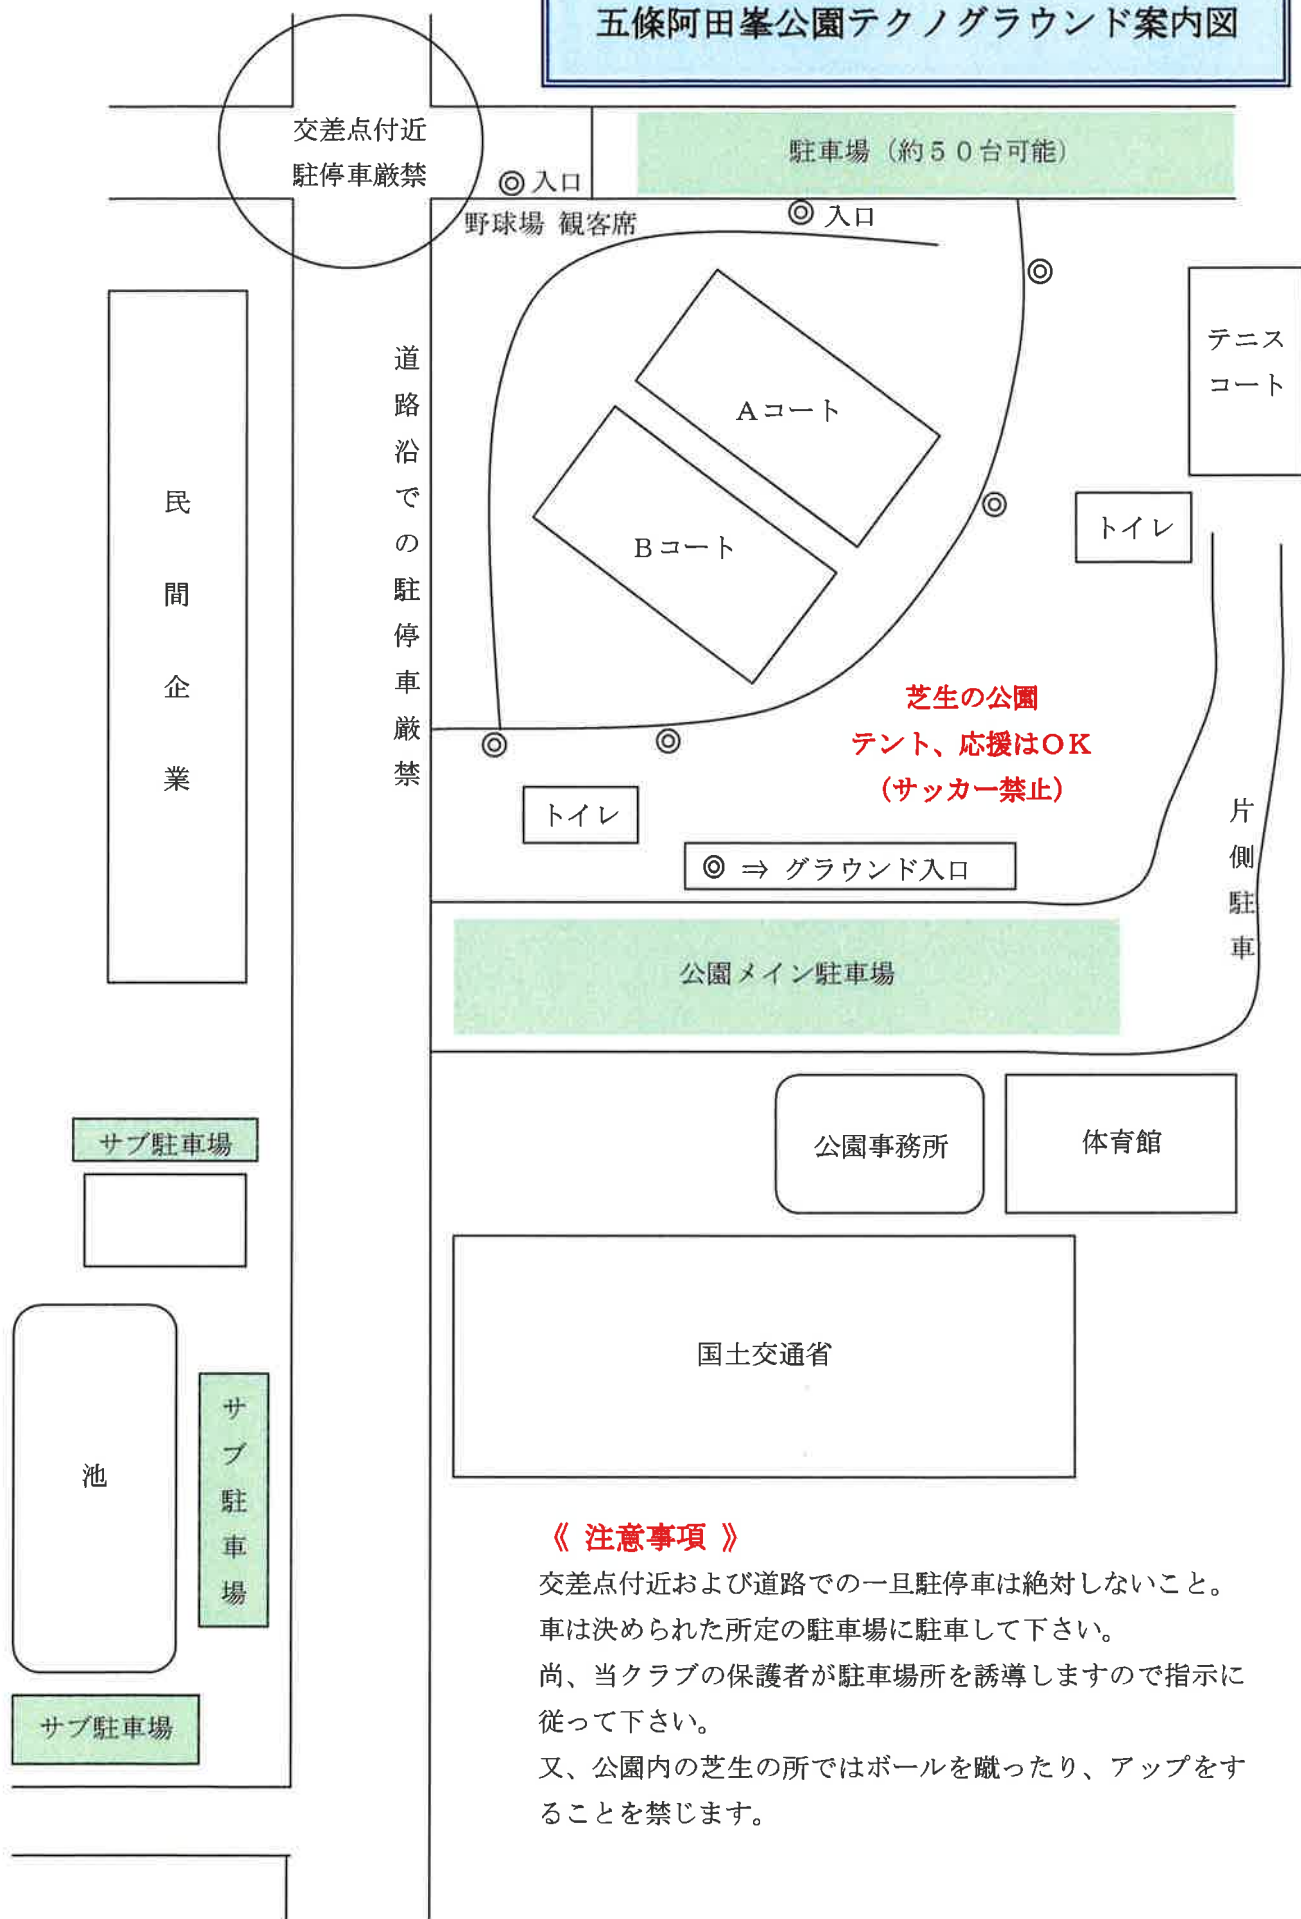 五條阿田峯公園テクノグラウンド案内図
交差点付近
駐停車厳禁
駐車場（約５０台可能）
◎ 入口
野球場 観客席
◎ 入口
◎
テニス
コート
道路沿での駐停車厳禁
Aコート
民間企業
◎
トイレ
Bコート
芝生の公園
テント、応援はOK
（サッカー禁止）
◎
◎
トイレ
片側駐車
◎ ⇒ グラウンド入口
公園メイン駐車場
サブ駐車場
公園事務所
体育館
国土交通省
サブ駐車場
池
《 注意事項 》
交差点付近および道路での一旦駐停車は絶対しないこと。
車は決められた所定の駐車場に駐車して下さい。
尚、当クラブの保護者が駐車場所を誘導しますので指示に
従って下さい。
又、公園内の芝生の所ではボールを蹴ったり、アップをす
ることを禁じます。
サブ駐車場